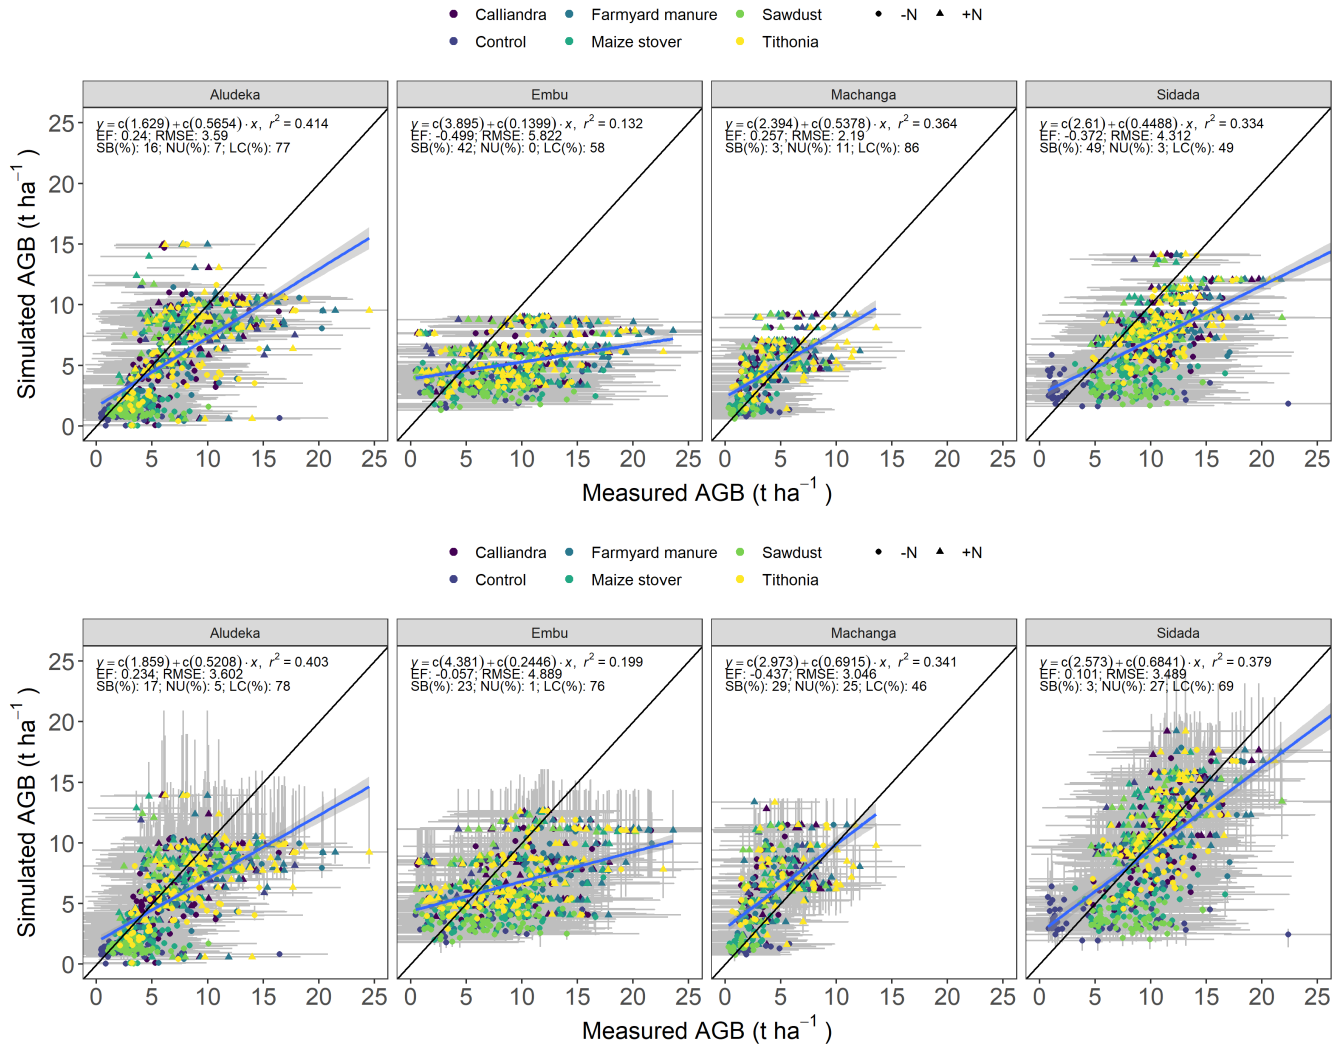 Calliandra Farmyard manure Sawdust -N +N
Control Maize stover Tithonia
Aludeka Embu Machanga Sidada
y = c(1.629) + c(0.5654) · x, r² = 0.414
EF: 0.24; RMSE: 3.59
SB(%): 16; NU(%): 7; LC(%): 77
y = c(3.895) + c(0.1399) · x, r² = 0.132
EF: -0.499; RMSE: 5.822
SB(%): 42; NU(%): 0; LC(%): 58
y = c(2.394) + c(0.5378) · x, r² = 0.364
EF: 0.257; RMSE: 2.19
SB(%): 3; NU(%): 11; LC(%): 86
y = c(2.61) + c(0.4488) · x, r² = 0.334
EF: -0.372; RMSE: 4.312
SB(%): 49; NU(%): 3; LC(%): 49
Simulated AGB (t ha⁻¹)
25
20
15
10
5
0
0 5 10 15 20 25 0 5 10 15 20 25 0 5 10 15 20 25 0 5 10 15 20 25
Measured AGB (t ha⁻¹)
Calliandra Farmyard manure Sawdust -N +N
Control Maize stover Tithonia
Aludeka Embu Machanga Sidada
y = c(1.859) + c(0.5208) · x, r² = 0.403
EF: 0.234; RMSE: 3.602
SB(%): 17; NU(%): 5; LC(%): 78
y = c(4.381) + c(0.2446) · x, r² = 0.199
EF: -0.057; RMSE: 4.889
SB(%): 23; NU(%): 1; LC(%): 76
y = c(2.973) + c(0.6915) · x, r² = 0.341
EF: -0.437; RMSE: 3.046
SB(%): 29; NU(%): 25; LC(%): 46
y = c(2.573) + c(0.6841) · x, r² = 0.379
EF: 0.101; RMSE: 3.489
SB(%): 3; NU(%): 27; LC(%): 69
Simulated AGB (t ha⁻¹)
25
20
15
10
5
0
0 5 10 15 20 25 0 5 10 15 20 25 0 5 10 15 20 25 0 5 10 15 20 25
Measured AGB (t ha⁻¹)